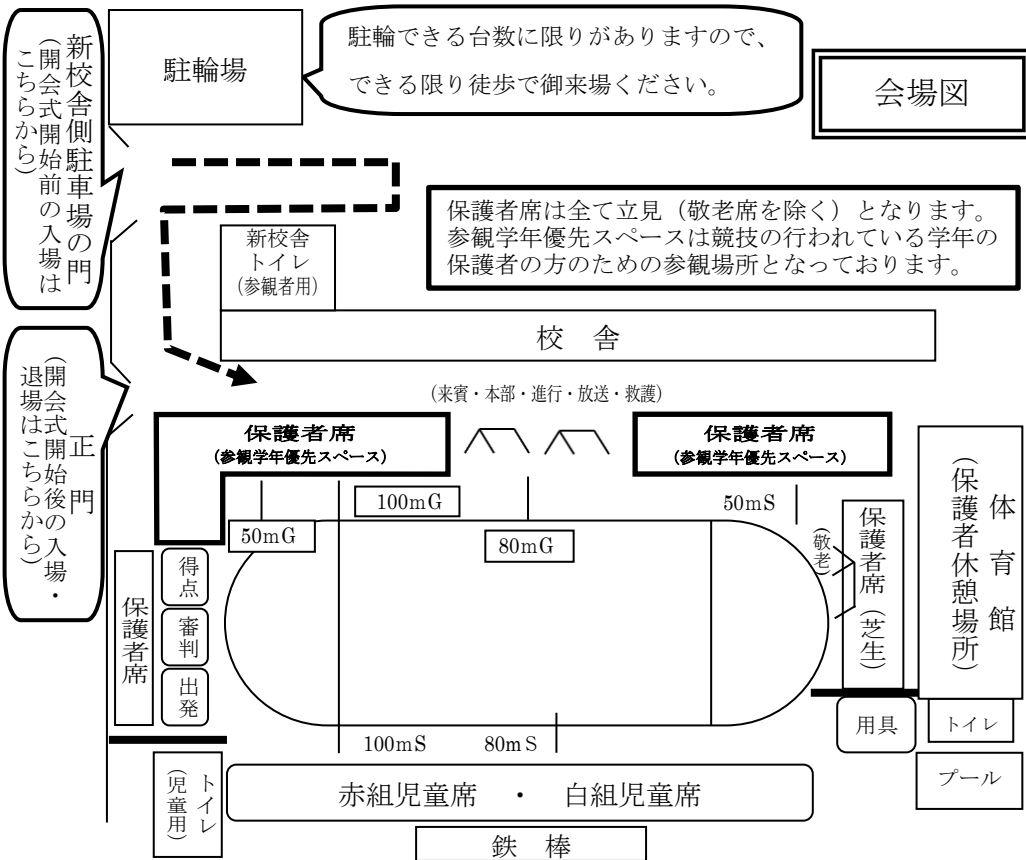 新校舎側駐車場の門
(開会式開始前の入場は
こちらから)
駐輪場
駐輪できる台数に限りがありますので、
できる限り徒歩で御来場ください。
会場図
保護者席は全て立見（敬老席を除く）となります。
参観学年優先スペースは競技の行われている学年の
保護者の方のための参観場所となっております。
新校舎
トイレ
(参観者用)
校　舎
正　門
(開会式開始後の入場・
退場はこちらから)
(来賓・本部・進行・放送・救護)
保護者席
(参観学年優先スペース)
保護者席
(参観学年優先スペース)
100mG
50mS
50mG
80mG
得点
審判
出発
保護者席
(敬老)
保護者席（芝生）
体　育　館
（保護者休憩場所）
用具
トイレ
プール
100mS
80mS
トイレ
(児童用)
赤組児童席　・　白組児童席
鉄　棒